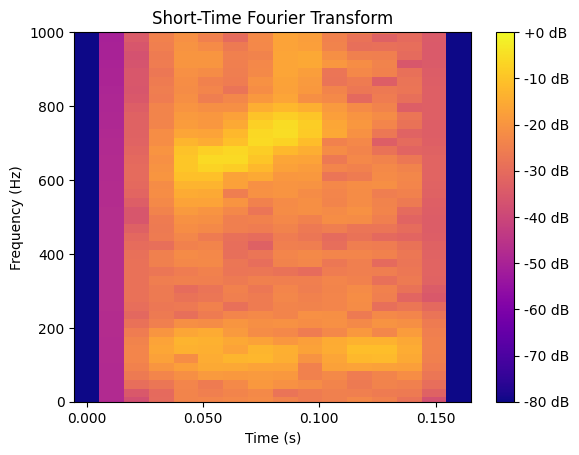 Short-Time Fourier Transform
1000
800
600
400
200
0
Frequency (Hz)
0.000
0.050
0.100
0.150
Time (s)
+0 dB
-10 dB
-20 dB
-30 dB
-40 dB
-50 dB
-60 dB
-70 dB
-80 dB